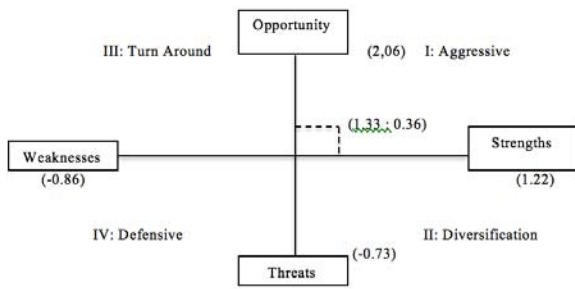 Opportunity
III: Turn Around
(2,06)
I: Aggressive
(1.33 ; 0.36)
Weaknesses
Strengths
(-0.86)
(1.22)
IV: Defensive
II: Diversification
(-0.73)
Threats